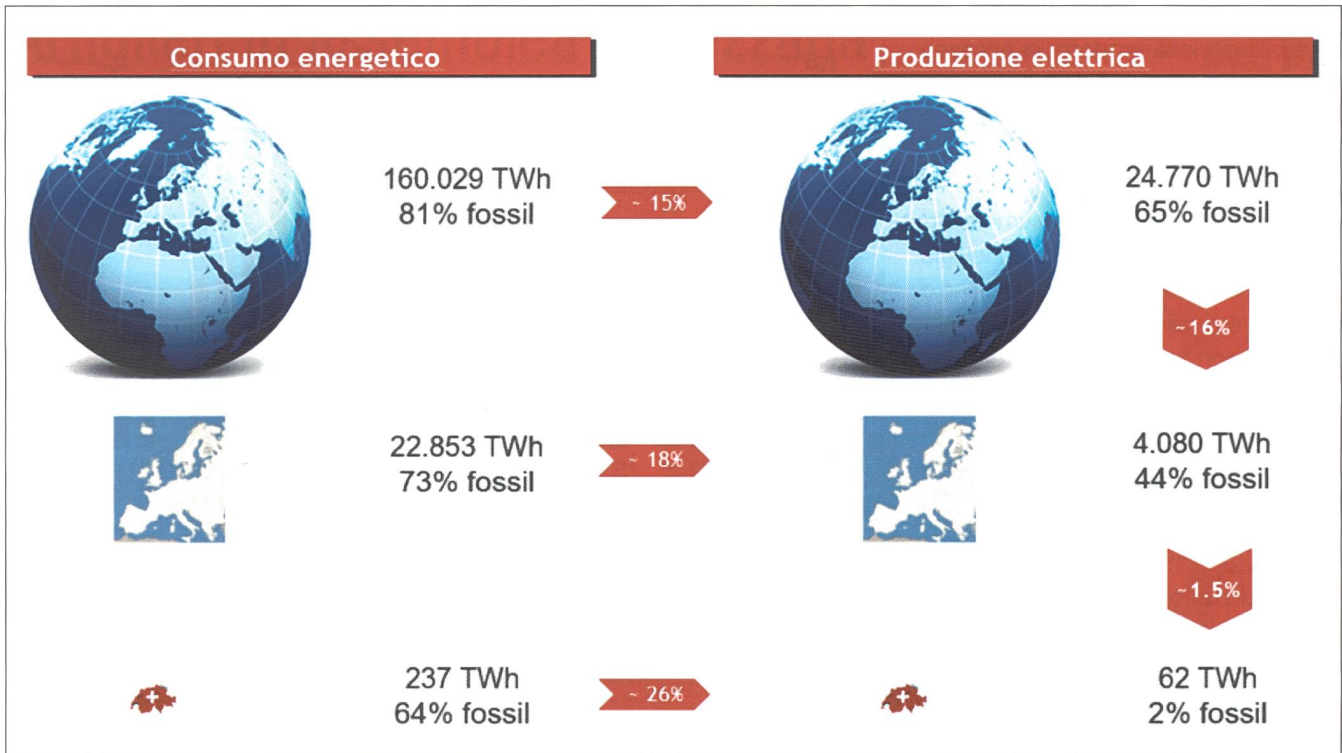 Consumo energetico
Produzione elettrica
160.029 TWh
81% fossil
~ 15%
24.770 TWh
65% fossil
~16%
22.853 TWh
73% fossil
~ 18%
4.080 TWh
44% fossil
~1.5%
237 TWh
64% fossil
~ 26%
62 TWh
2% fossil